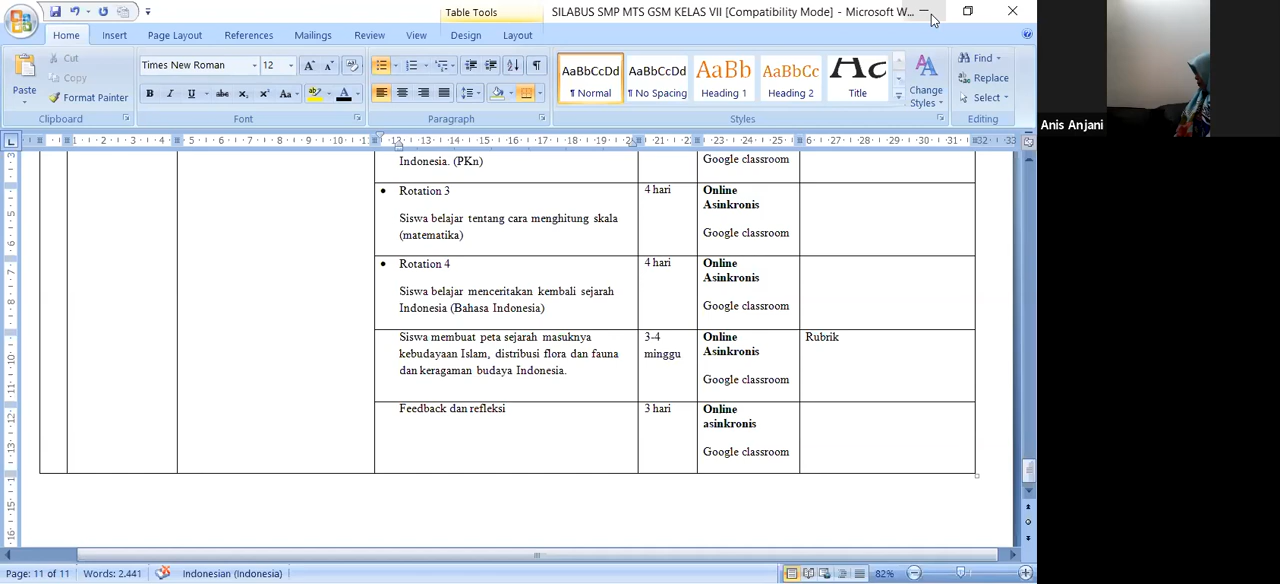 Table Tools
SILABUS SMP MTS GSM KELAS VII [Compatibility Mode] - Microsoft W...
Home Insert Page Layout References Mailings Review View Design Layout
Paste
Cut
Copy
Format Painter
Clipboard
Times New Roman 12
Font
Paragraph
AaBbCcDd AaBbCcDd AaBb AaBbCc Aa
¶ Normal ¶ No Spacing Heading 1 Heading 2 Title
Change
Styles
Styles
Find
Replace
Select
Editing
Anis Anjani
Indonesia. (PKn)
Google classroom
Rotation 3
Siswa belajar tentang cara menghitung skala
(matematika)
4 hari
Online
Asinkronis
Google classroom
Rotation 4
Siswa belajar menceritakan kembali sejarah
Indonesia (Bahasa Indonesia)
4 hari
Online
Asinkronis
Google classroom
Siswa membuat peta sejarah masuknya
kebudayaan Islam, distribusi flora dan fauna
dan keragaman budaya Indonesia.
3-4
minggu
Online
Asinkronis
Google classroom
Rubrik
Feedback dan refleksi
3 hari
Online
asinkronis
Google classroom
Page: 11 of 11 Words: 2.441 Indonesian (Indonesia) 82%